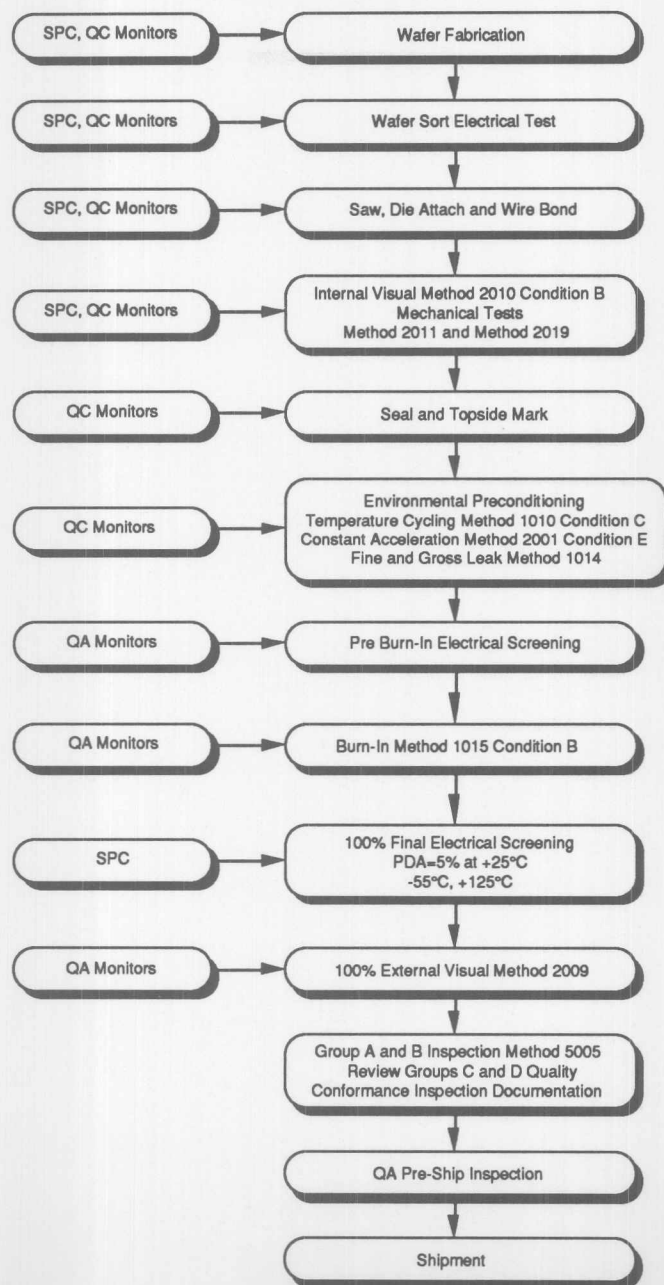 SPC, QC Monitors
Wafer Fabrication
SPC, QC Monitors
Wafer Sort Electrical Test
SPC, QC Monitors
Saw, Die Attach and Wire Bond
SPC, QC Monitors
Internal Visual Method 2010 Condition B
Mechanical Tests
Method 2011 and Method 2019
QC Monitors
Seal and Topside Mark
QC Monitors
Environmental Preconditioning
Temperature Cycling Method 1010 Condition C
Constant Acceleration Method 2001 Condition E
Fine and Gross Leak Method 1014
QA Monitors
Pre Burn-In Electrical Screening
QA Monitors
Burn-In Method 1015 Condition B
SPC
100% Final Electrical Screening
PDA=5% at +25°C
-55°C, +125°C
QA Monitors
100% External Visual Method 2009
Group A and B Inspection Method 5005
Review Groups C and D Quality
Conformance Inspection Documentation
QA Pre-Ship Inspection
Shipment